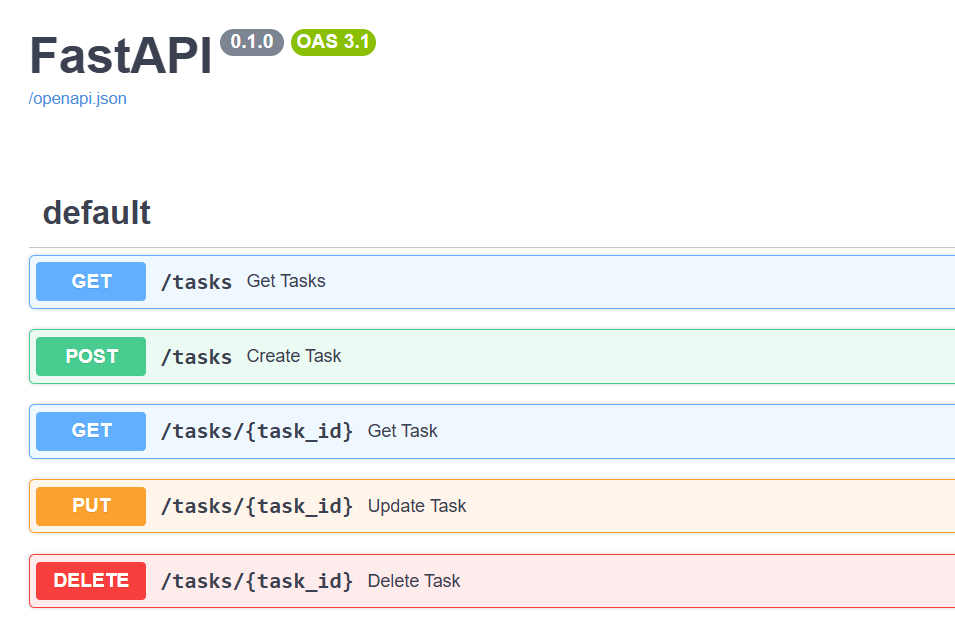 FastAPI 0.1.0 OAS 3.1
/openapi.json
default
GET /tasks Get Tasks
POST /tasks Create Task
GET /tasks/{task_id} Get Task
PUT /tasks/{task_id} Update Task
DELETE /tasks/{task_id} Delete Task